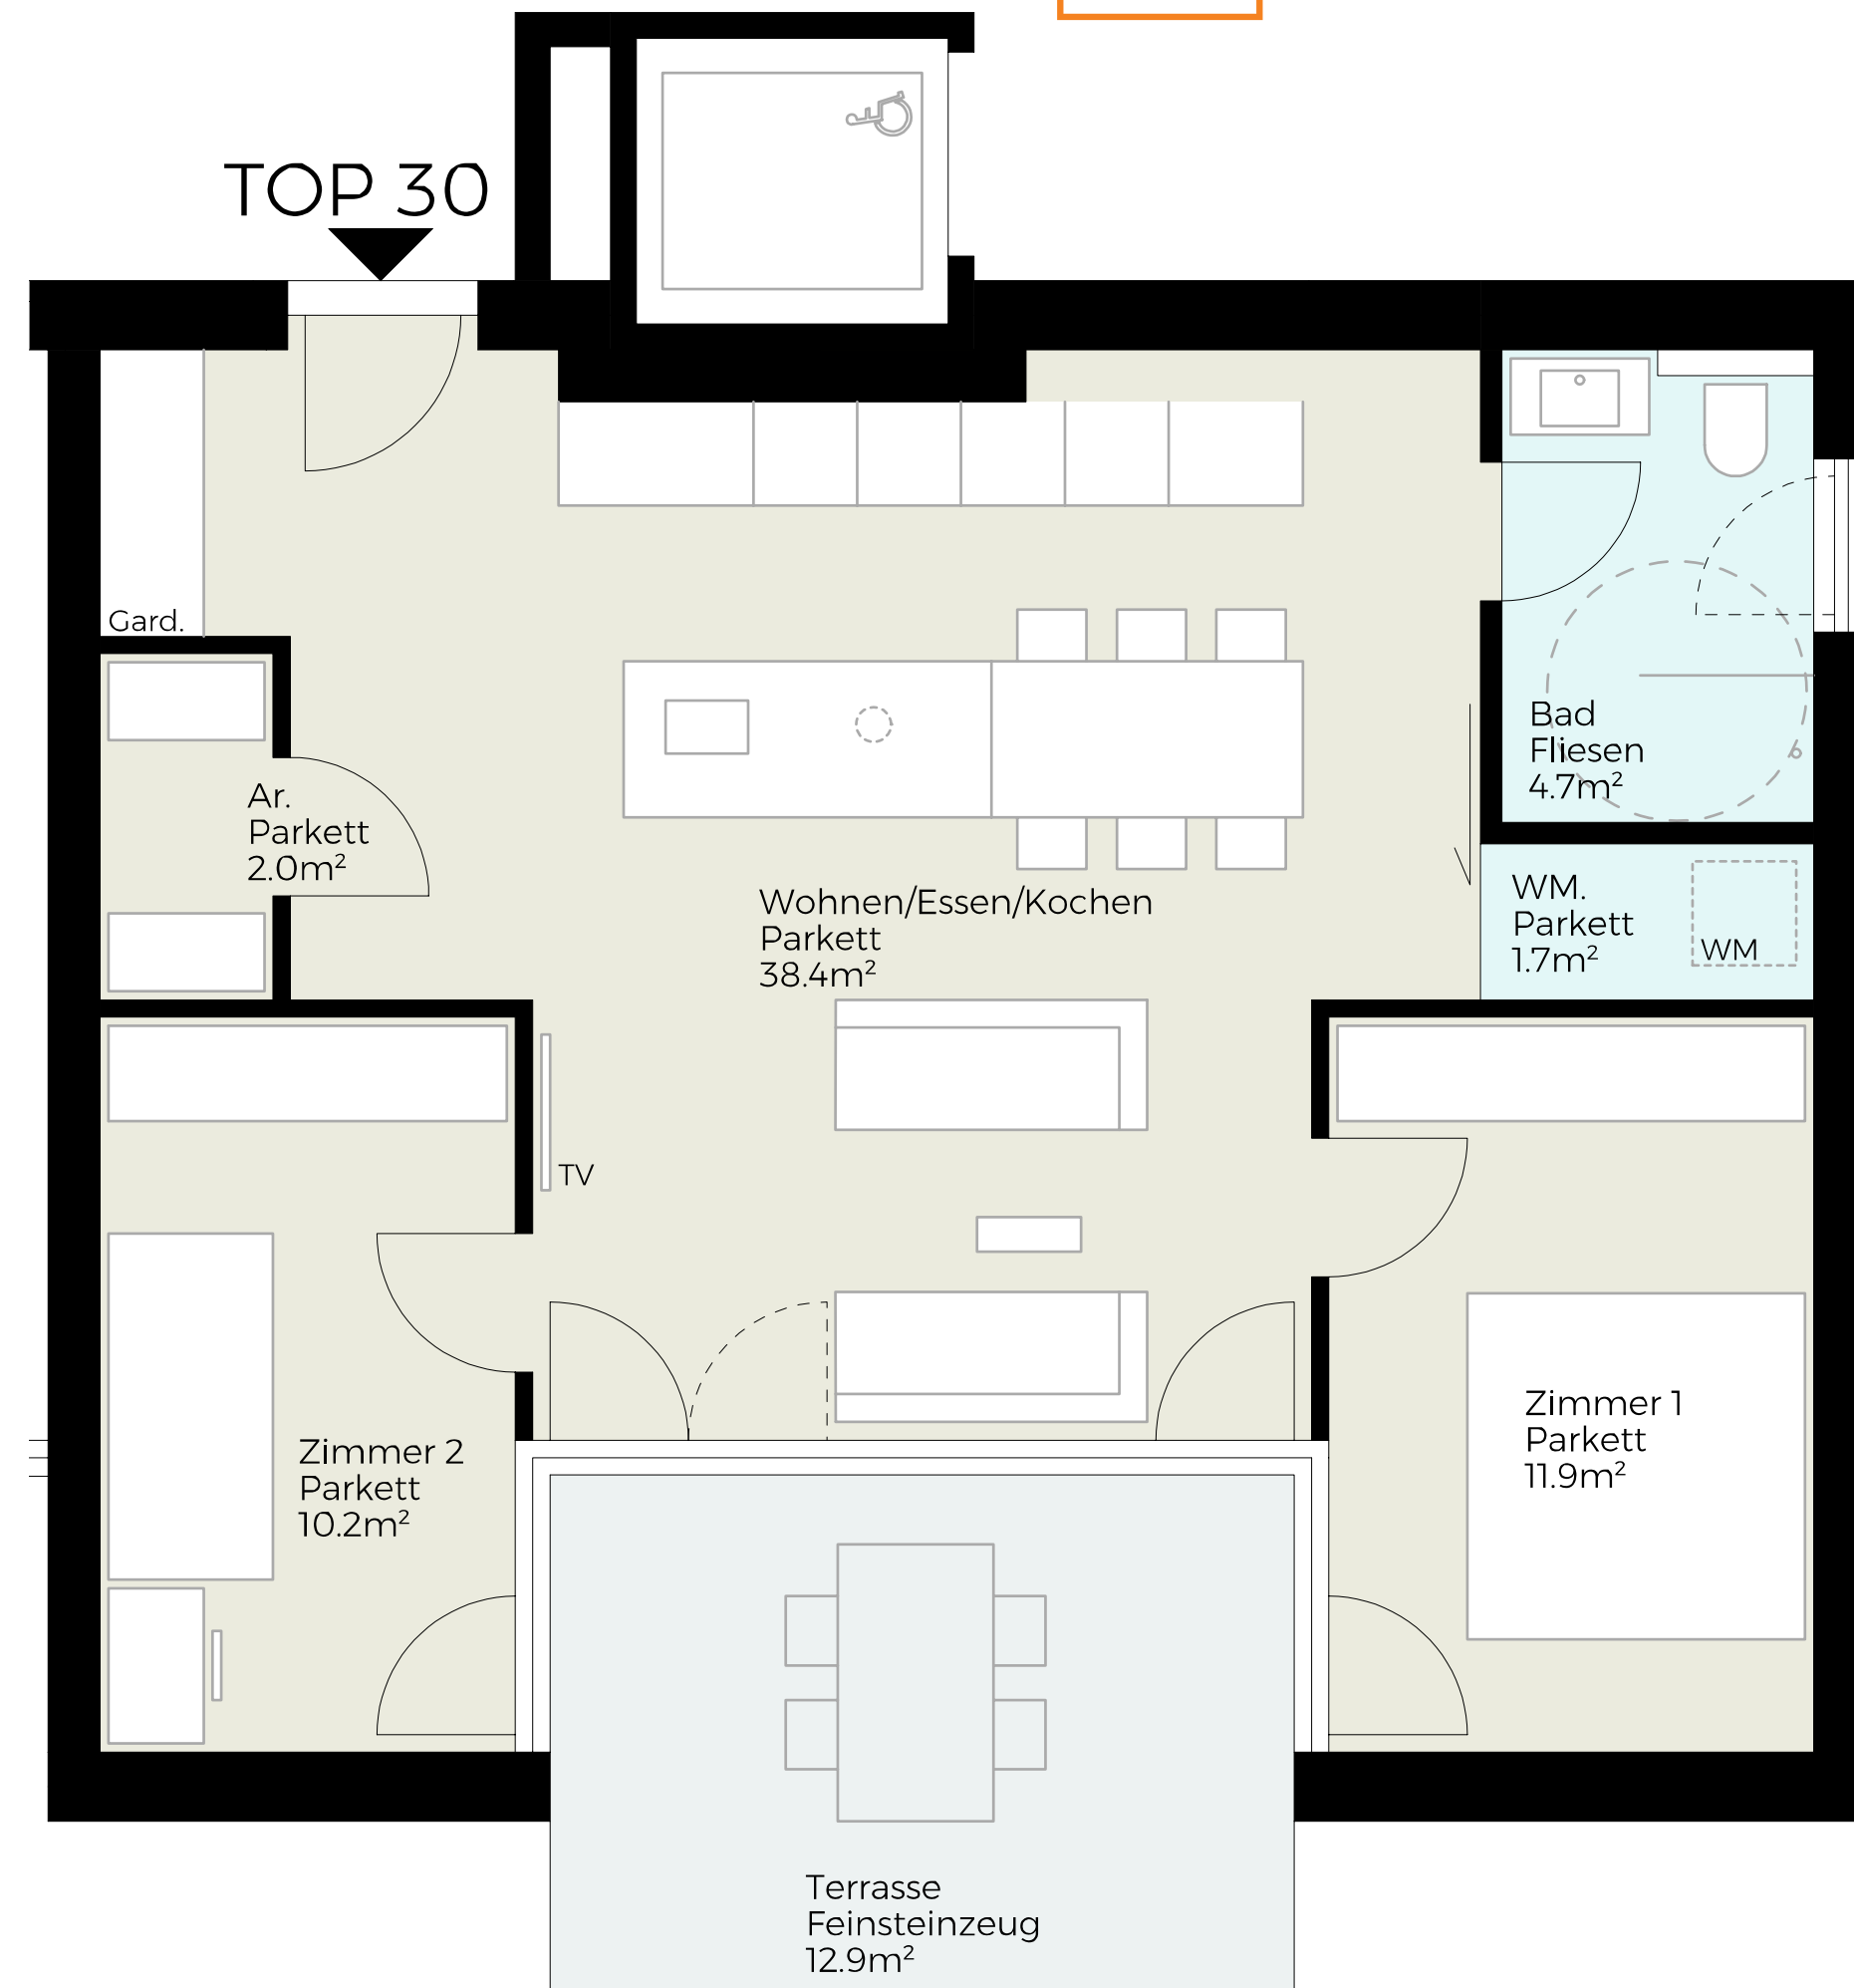 TOP 30
Gard.
Ar.
Parkett
2.0m²
Bad
Fliesen
4.7m²
Wohnen/Essen/Kochen
Parkett
38.4m²
WM.
Parkett
1.7m²
WM
TV
Zimmer 2
Parkett
10.2m²
Zimmer 1
Parkett
11.9m²
Terrasse
Feinsteinzeug
12.9m²